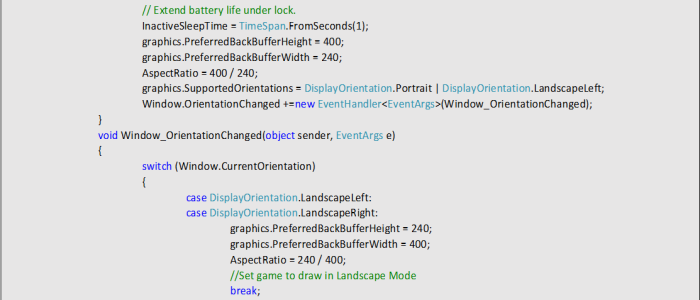 // Extend battery life under lock.
InactiveSleepTime = TimeSpan.FromSeconds(1);
graphics.PreferredBackBufferHeight = 400;
graphics.PreferredBackBufferWidth = 240;
AspectRatio = 400 / 240;
graphics.SupportedOrientations = DisplayOrientation.Portrait | DisplayOrientation.LandscapeLeft;
Window.OrientationChanged +=new EventHandler<EventArgs>(Window_OrientationChanged);
}
void Window_OrientationChanged(object sender, EventArgs e)
{
switch (Window.CurrentOrientation)
{
case DisplayOrientation.LandscapeLeft:
case DisplayOrientation.LandscapeRight:
graphics.PreferredBackBufferHeight = 240;
graphics.PreferredBackBufferWidth = 400;
AspectRatio = 240 / 400;
//Set game to draw in Landscape Mode
break;